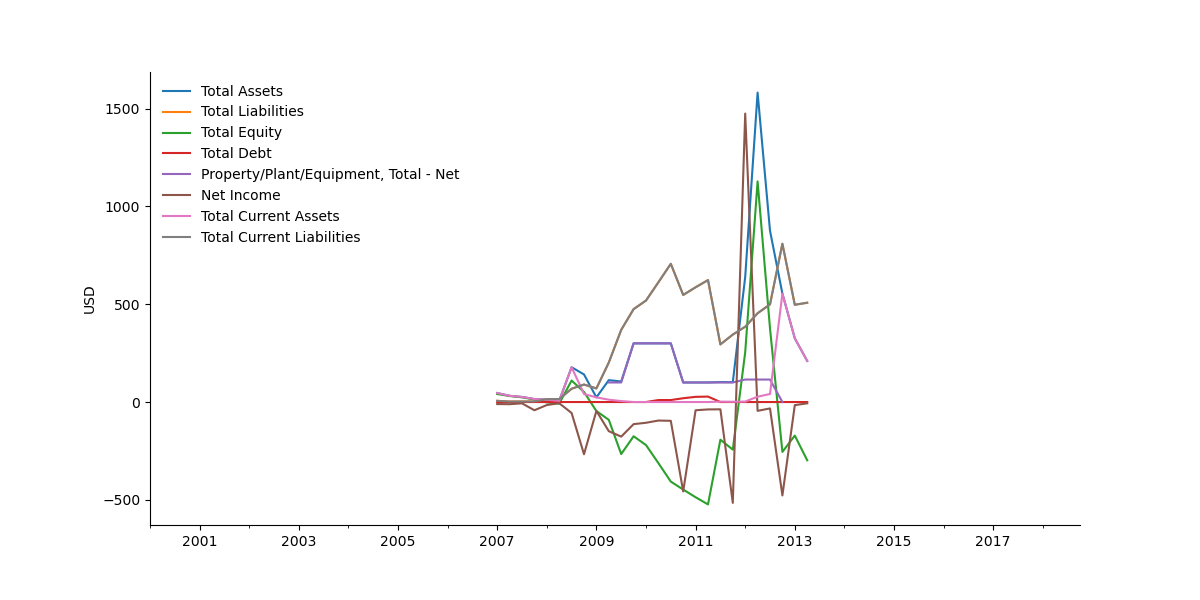 Total Assets
Total Liabilities
Total Equity
Total Debt
Property/Plant/Equipment, Total - Net
Net Income
Total Current Assets
Total Current Liabilities
USD
1500
1000
500
0
−500
2001 2003 2005 2007 2009 2011 2013 2015 2017